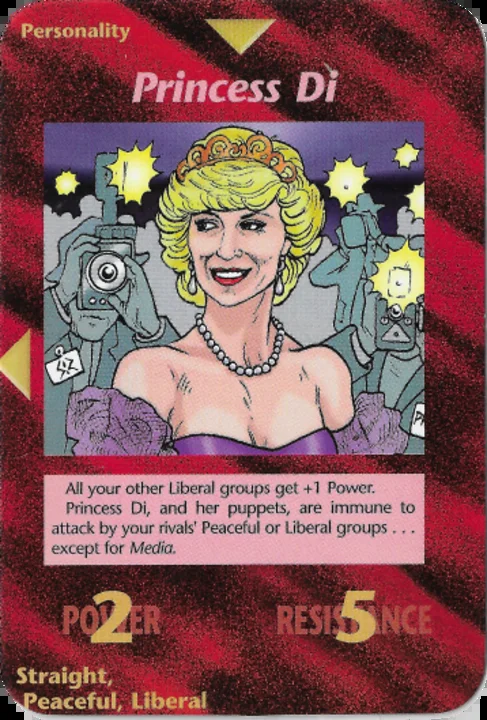 Personality
Princess Di
All your other Liberal groups get +1 Power.
Princess Di, and her puppets, are immune to
attack by your rivals' Peaceful or Liberal groups . . .
except for Media.
POWER 2
RESISTANCE 5
Straight,
Peaceful, Liberal